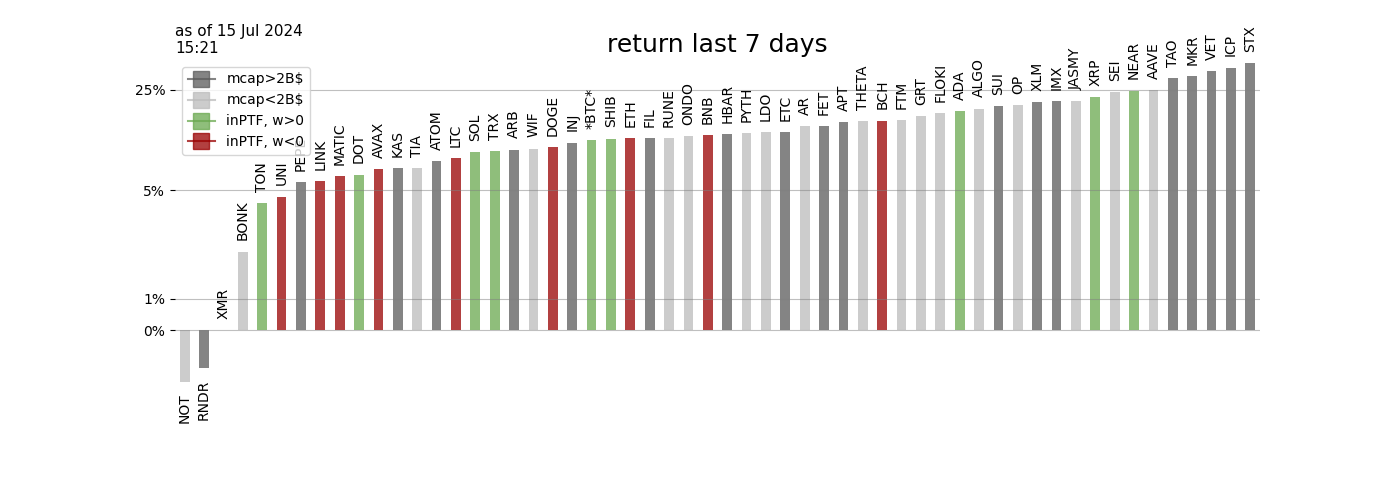 as of 15 Jul 2024
15:21
return last 7 days
mcap>2B$
mcap<2B$
inPTF, w>0
inPTF, w<0
25%
5%
1%
0%
NOT
RNDR
XMR
BONK
TON
UNI
LINK
MATIC
DOT
AVAX
KAS
TIA
ATOM
LTC
SOL
TRX
ARB
WIF
DOGE
INJ
*BTC*
SHIB
ETH
FIL
RUNE
ONDO
BNB
HBAR
PYTH
LDO
ETC
AR
FET
APT
THETA
BCH
FTM
GRT
FLOKI
ADA
ALGO
SUI
OP
XLM
IMX
JASMY
XRP
SEI
NEAR
AAVE
TAO
MKR
VET
ICP
STX